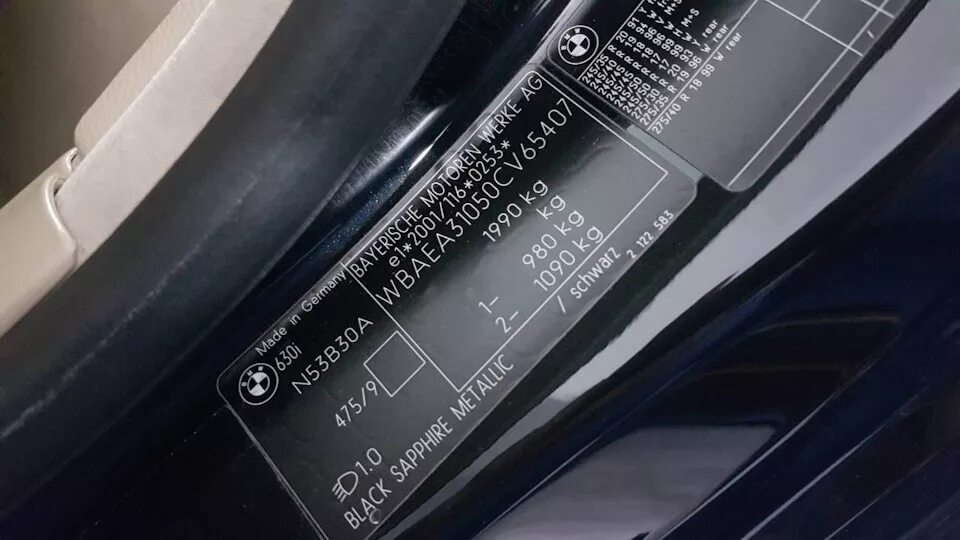 Made in Germany
630i
N53B30A
475/9
1.0
BLACK SAPPHIRE METALLIC
BAYERISCHE MOTOREN WERKE AG
e1*2001/116*0253*
WBAEA31050CV65407
1990 kg
kg
1- 980 kg
2- 1090 kg
/ schwarz
2 122 583
275/40 R 18 99 W rear